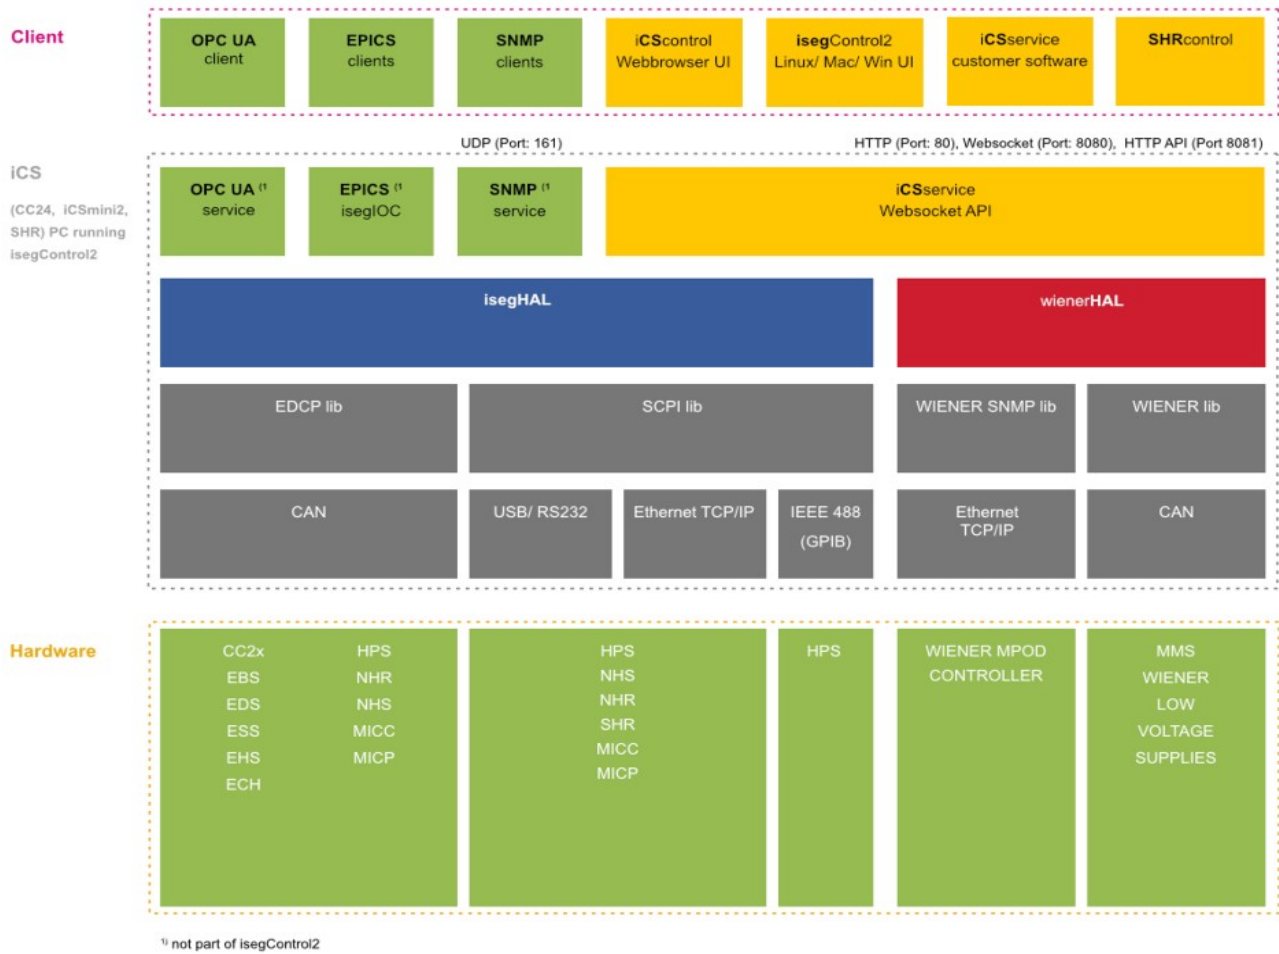 Client
OPC UA
client
EPICS
clients
SNMP
clients
iCScontrol
Webbrowser UI
isegControl2
Linux/ Mac/ Win UI
iCSservice
customer software
SHRcontrol
UDP (Port: 161)
HTTP (Port: 80), Websocket (Port: 8080), HTTP API (Port 8081)
iCS
(CC24, iCSmini2,
SHR) PC running
isegControl2
OPC UA (1
service
EPICS (1
isegIOC
SNMP (1
service
iCSservice
Websocket API
isegHAL
wienerHAL
EDCP lib
SCPI lib
WIENER SNMP lib
WIENER lib
CAN
USB/ RS232
Ethernet TCP/IP
IEEE 488
(GPIB)
Ethernet
TCP/IP
CAN
Hardware
CC2x
EBS
EDS
ESS
EHS
ECH
HPS
NHR
NHS
MICC
MICP
HPS
NHS
NHR
SHR
MICC
MICP
HPS
WIENER MPOD
CONTROLLER
MMS
WIENER
LOW
VOLTAGE
SUPPLIES
1) not part of isegControl2